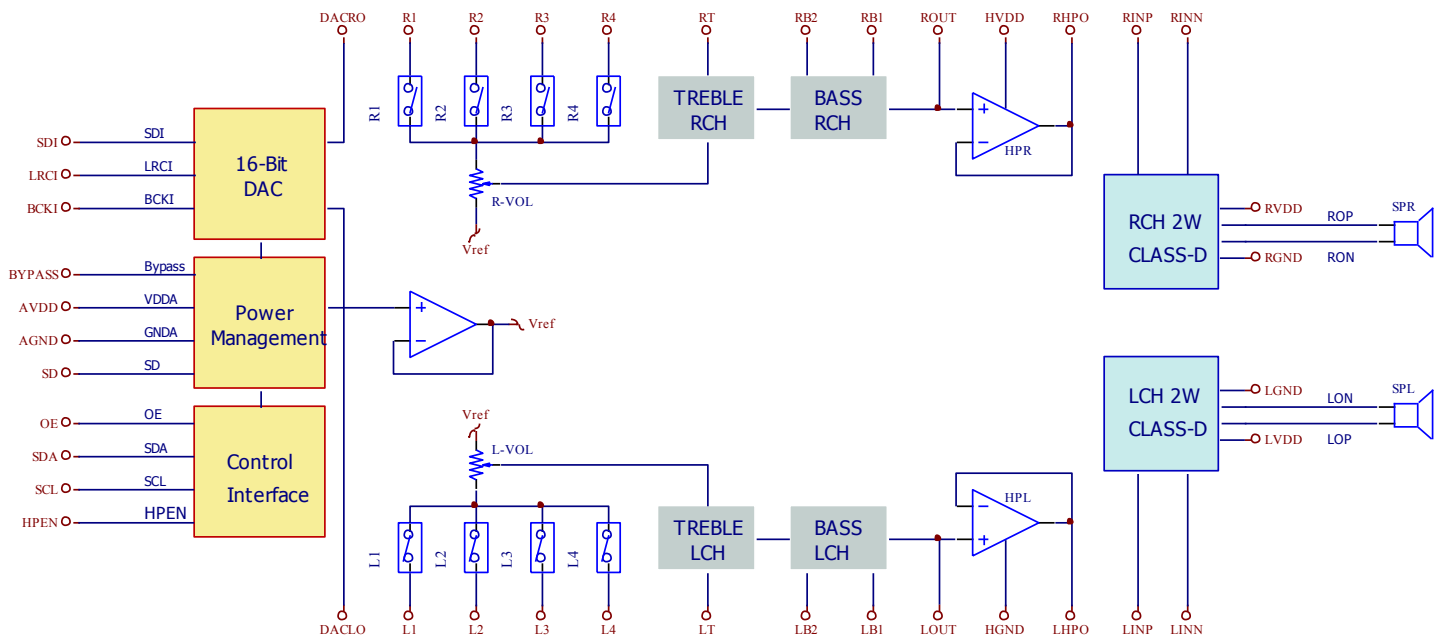 DACRO R1 R2 R3 R4 RT RB2 RB1 ROUT HVDD RHPO RINP RINN
R1 R2 R3 R4
TREBLE
RCH
BASS
RCH
HPR
SDI SDI
LRCI LRCI
BCKI BCKI
16-Bit
DAC
R-VOL
Vref
RCH 2W
CLASS-D
RVDD
RGND
ROP
RON
SPR
BYPASS Bypass
AVDD VDDA
AGND GNDA
SD SD
Power
Management
Vref
LCH 2W
CLASS-D
LGND
LVDD
LON
LOP
SPL
OE OE
SDA SDA
SCL SCL
HPEN HPEN
Control
Interface
Vref
L-VOL
L1 L2 L3 L4
TREBLE
LCH
BASS
LCH
HPL
DACLO L1 L2 L3 L4 LT LB2 LB1 LOUT HGND LHPO LINP LINN